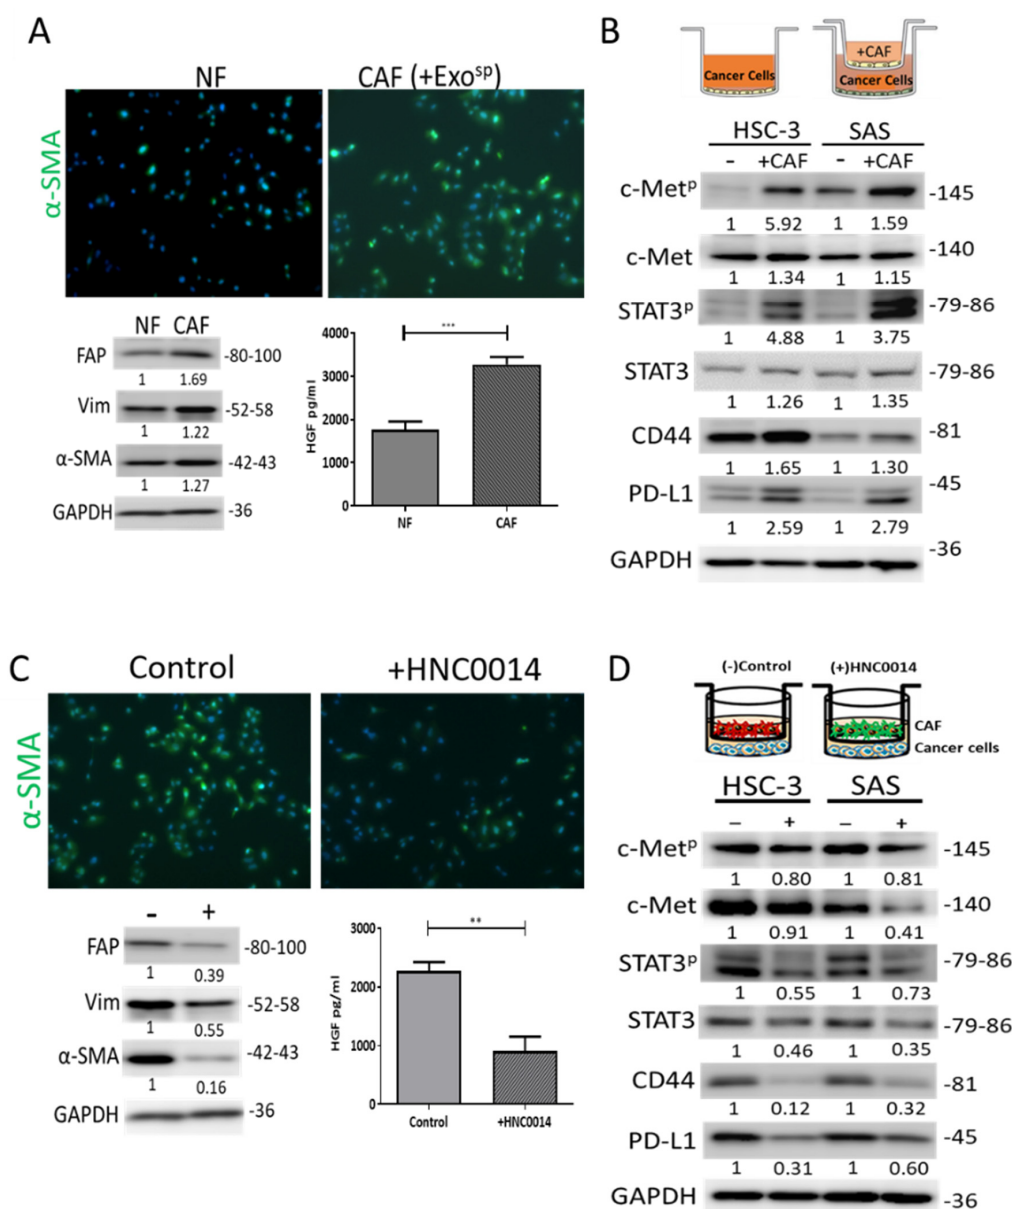 A
NF
CAF (+Exosp)
α-SMA
NF CAF
FAP
-80-100
1 1.69
Vim
-52-58
1 1.22
α-SMA
-42-43
1 1.27
GAPDH
-36
4000
3000
2000
1000
0
HGF pg/ml
***
NF
CAF
B
Cancer Cells
+CAF
Cancer Cells
HSC-3 SAS
- +CAF - +CAF
c-Metp
-145
1 5.92 1 1.59
c-Met
-140
1 1.34 1 1.15
STAT3p
-79-86
1 4.88 1 3.75
STAT3
-79-86
1 1.26 1 1.35
CD44
-81
1 1.65 1 1.30
PD-L1
-45
1 2.59 1 2.79
GAPDH
-36
C
Control
+HNC0014
α-SMA
- +
FAP
-80-100
1 0.39
Vim
-52-58
1 0.55
α-SMA
-42-43
1 0.16
GAPDH
-36
3000
2000
1000
0
HGF pg/ml
**
Control
+HNC0014
D
(-)Control
(+)HNC0014
CAF
Cancer cells
HSC-3 SAS
– + – +
c-Metp
-145
1 0.80 1 0.81
c-Met
-140
1 0.91 1 0.41
STAT3p
-79-86
1 0.55 1 0.73
STAT3
-79-86
1 0.46 1 0.35
CD44
-81
1 0.12 1 0.32
PD-L1
-45
1 0.31 1 0.60
GAPDH
-36